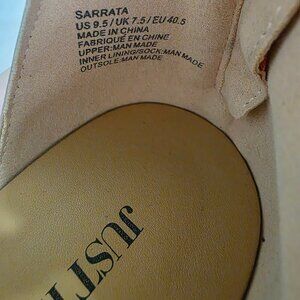 SARRATA
US 9.5 / UK 7.5 / EU 40.5
MADE IN CHINA
FABRIQUÉ EN CHINE
UPPER: MAN MADE
INNER LINING/SOCK: MAN MADE
OUTSOLE: MAN MADE
JUST